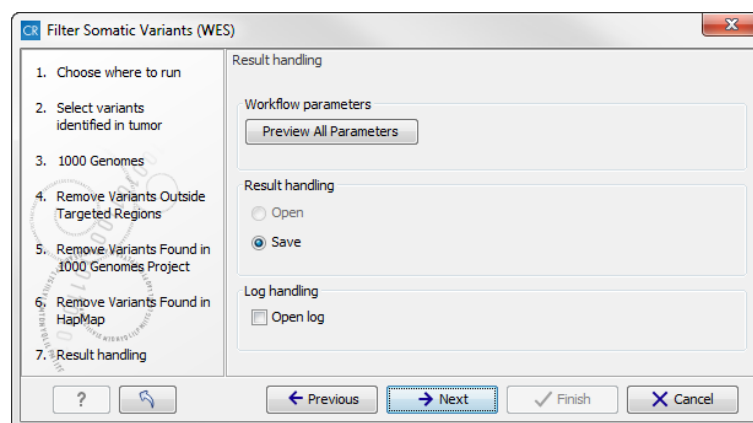 CR Filter Somatic Variants (WES)
X
1. Choose where to run
2. Select variants
identified in tumor
3. 1000 Genomes
4. Remove Variants Outside
Targeted Regions
5. Remove Variants Found in
1000 Genomes Project
6. Remove Variants Found in
HapMap
7. Result handling
Result handling
Workflow parameters
Preview All Parameters
Result handling
Open
Save
Log handling
Open log
?
Previous
Next
Finish
Cancel